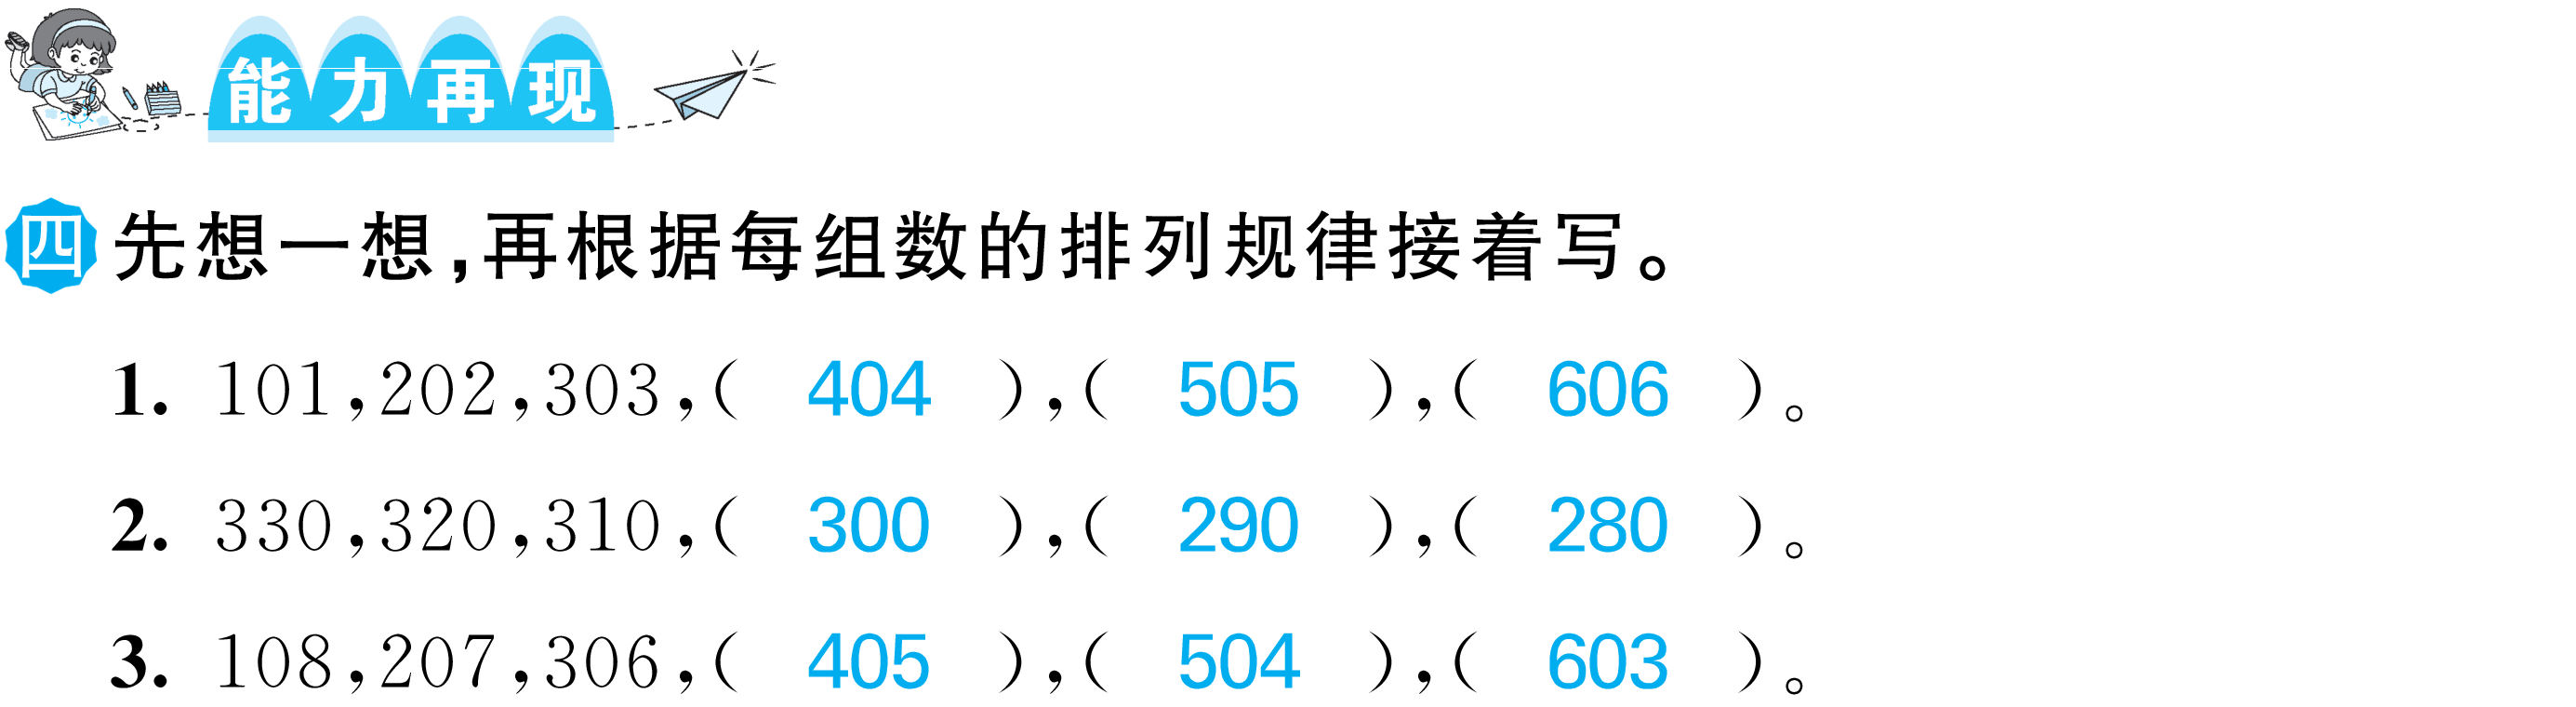 能力再现
四 先想一想,再根据每组数的排列规律接着写。
1. 101,202,303,( 404 ),( 505 ),( 606 )。
2. 330,320,310,( 300 ),( 290 ),( 280 )。
3. 108,207,306,( 405 ),( 504 ),( 603 )。